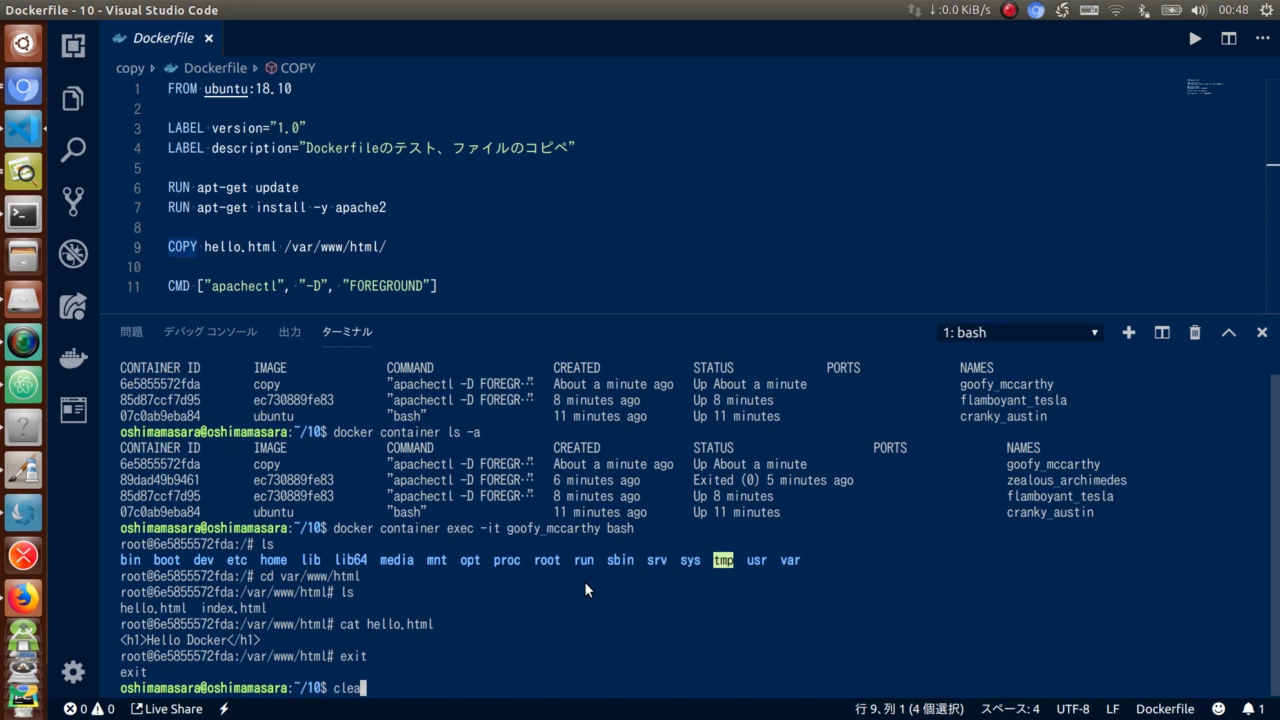 Dockerfile - 10 - Visual Studio Code
↓:0.0 KiB/s
00:48
Dockerfile ×
copy Dockerfile COPY
1 FROM ubuntu:18.10
2
3 LABEL version="1.0"
4 LABEL description="Dockerfileのテスト、ファイルのコピペ"
5
6 RUN apt-get update
7 RUN apt-get install -y apache2
8
9 COPY hello.html /var/www/html/
10
11 CMD ["apachectl", "-D", "FOREGROUND"]
問題 デバッグ コンソール 出力 ターミナル 1: bash
CONTAINER ID IMAGE COMMAND CREATED STATUS PORTS NAMES
6e5855572fda copy "apachectl -D FOREGR…" About a minute ago Up About a minute goofy_mccarthy
85d87ccf7d95 ec730889fe83 "apachectl -D FOREGR…" 8 minutes ago Up 8 minutes flamboyant_tesla
07c0ab9eba84 ubuntu "bash" 11 minutes ago Up 11 minutes cranky_austin
oshimamasara@oshimamasara:~/10$ docker container ls -a
CONTAINER ID IMAGE COMMAND CREATED STATUS PORTS NAMES
6e5855572fda copy "apachectl -D FOREGR…" About a minute ago Up About a minute goofy_mccarthy
89dad49b9461 ec730889fe83 "apachectl -D FOREGR…" 6 minutes ago Exited (0) 5 minutes ago zealous_archimedes
85d87ccf7d95 ec730889fe83 "apachectl -D FOREGR…" 8 minutes ago Up 8 minutes flamboyant_tesla
07c0ab9eba84 ubuntu "bash" 11 minutes ago Up 11 minutes cranky_austin
oshimamasara@oshimamasara:~/10$ docker container exec -it goofy_mccarthy bash
root@6e5855572fda:/# ls
bin boot dev etc home lib lib64 media mnt opt proc root run sbin srv sys tmp usr var
root@6e5855572fda:/# cd var/www/html
root@6e5855572fda:/var/www/html# ls
hello.html index.html
root@6e5855572fda:/var/www/html# cat hello.html
<h1>Hello Docker</h1>
root@6e5855572fda:/var/www/html# exit
exit
oshimamasara@oshimamasara:~/10$ clea
0 0 Live Share 行 9、列 1 (4 個選択) スペース: 4 UTF-8 LF Dockerfile 1